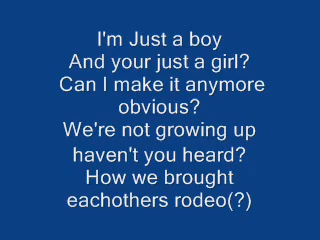 I'm Just a boy
And your just a girl?
Can I make it anymore
obvious?
We're not growing up
haven't you heard?
How we brought
eachothers rodeo(?)